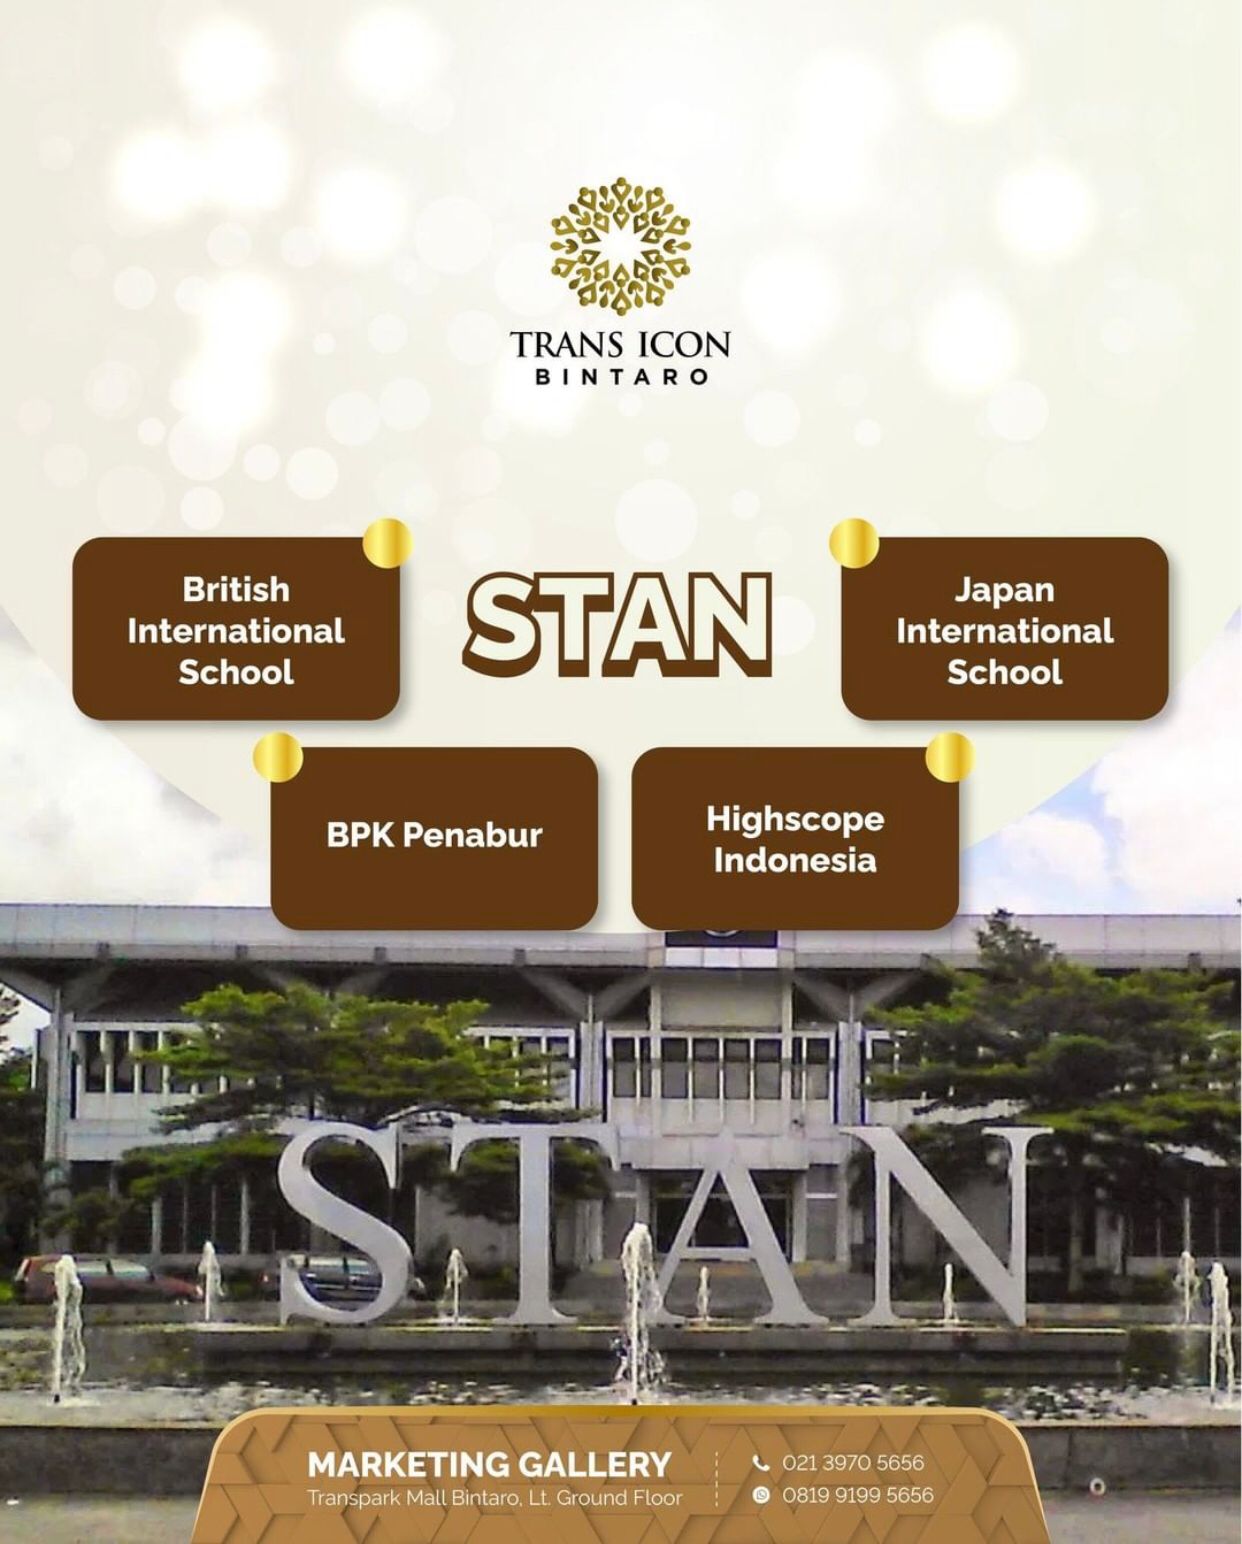 TRANS ICON
BINTARO
British
International
School
STAN
Japan
International
School
BPK Penabur
Highscope
Indonesia
STAN
MARKETING GALLERY
Transpark Mall Bintaro, Lt. Ground Floor
021 3970 5656
0819 9199 5656